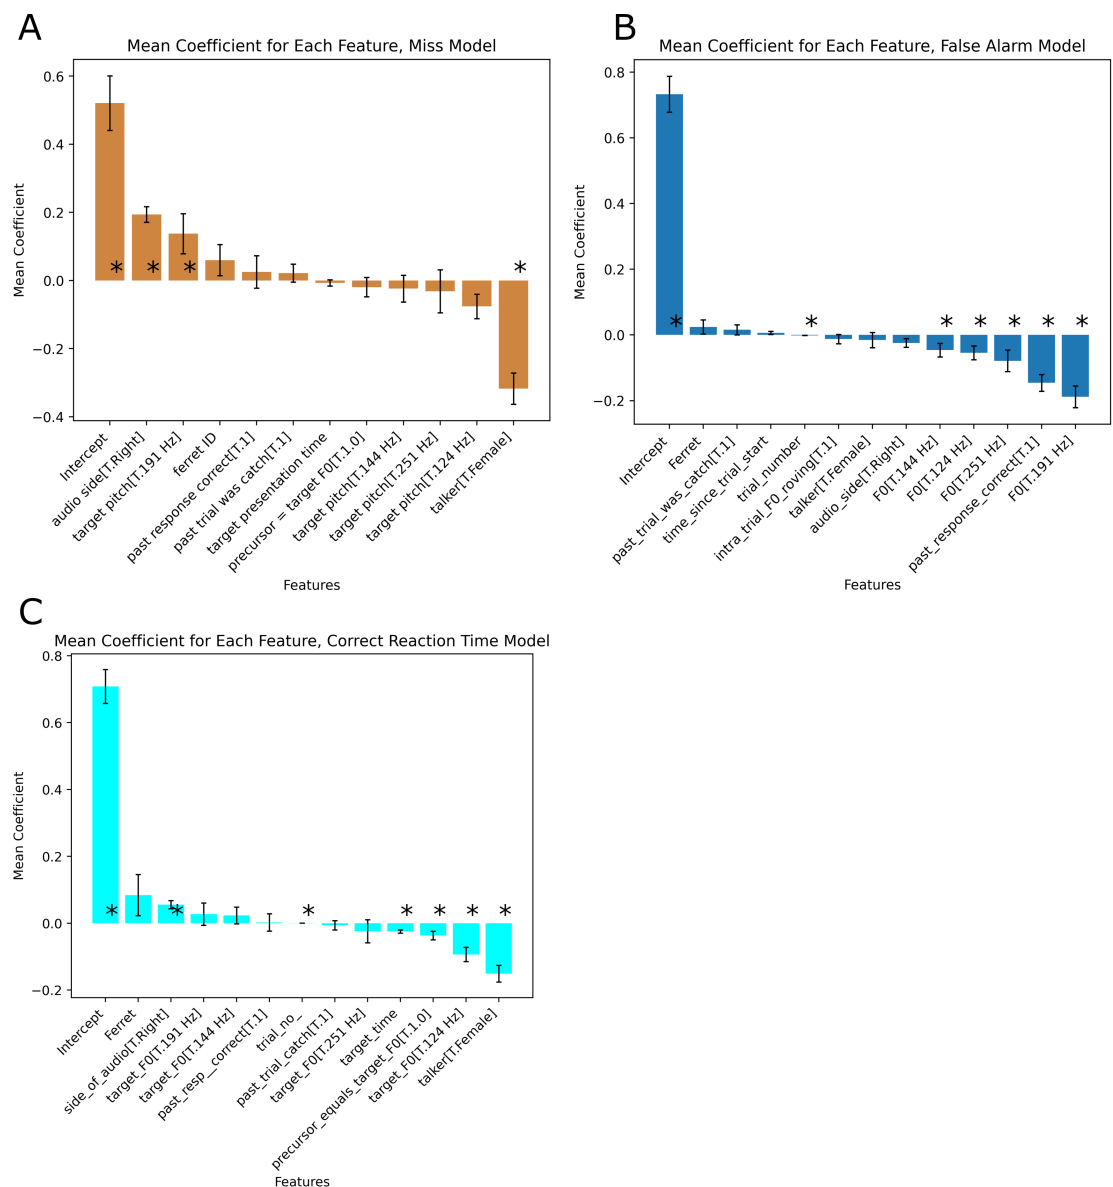 A
Mean Coefficient for Each Feature, Miss Model
Mean Coefficient
0.6
0.4
0.2
0.0
−0.2
−0.4
*
*
*
*
Intercept
audio side[T.Right]
target pitch[T.191 Hz]
ferret ID
past response correct[T.1]
past trial was catch[T.1]
target presentation time
precursor = target F0[T.1.0]
target pitch[T.144 Hz]
target pitch[T.251 Hz]
target pitch[T.124 Hz]
talker[T.Female]
Features
B
Mean Coefficient for Each Feature, False Alarm Model
Mean Coefficient
0.8
0.6
0.4
0.2
0.0
−0.2
*
*
*
*
*
*
*
Intercept
Ferret
past_trial_was_catch[T.1]
time_since_trial_start
trial_number
intra_trial_F0_roving[T.1]
talker[T.Female]
audio_side[T.Right]
F0[T.144 Hz]
F0[T.124 Hz]
F0[T.251 Hz]
past_response_correct[T.1]
F0[T.191 Hz]
Features
C
Mean Coefficient for Each Feature, Correct Reaction Time Model
Mean Coefficient
0.8
0.6
0.4
0.2
0.0
−0.2
*
*
*
*
*
*
*
Intercept
Ferret
side_of_audio[T.Right]
target_F0[T.191 Hz]
target_F0[T.144 Hz]
past_resp__correct[T.1]
trial_no_
past_trial_catch[T.1]
target_F0[T.251 Hz]
target_time
precursor_equals_target_F0[T.1.0]
target_F0[T.124 Hz]
talker[T.Female]
Features